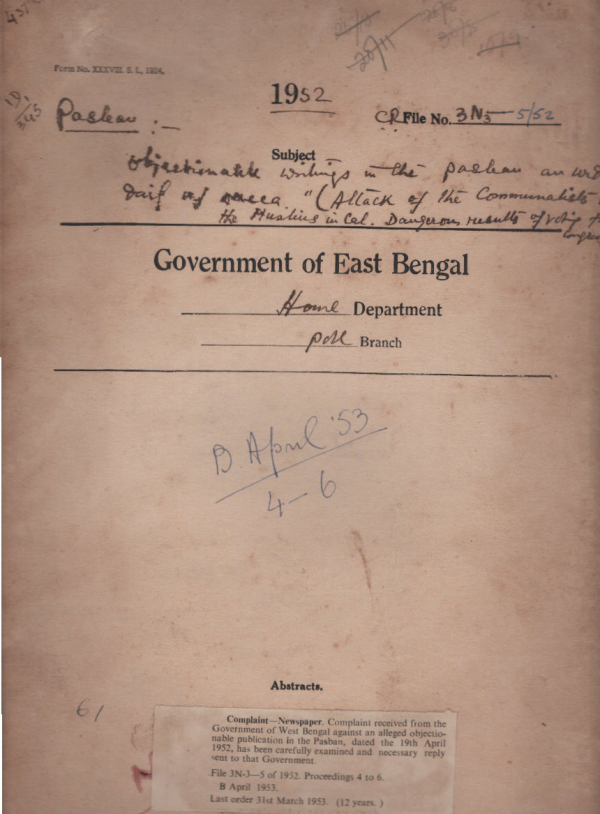 Form No. XXXVIII. S. I., 1924.
1952
CR File No. 3N5-5/52
Pasban :-
Subject
objectionable writings in the pasban an urd
Daily of Dacca "(Attack of the Communalists
the Muslims in Cal. Dangerous results of voting
Government of East Bengal
Home Department
Poll Branch
B April '53
4-6
Abstracts.
61
Complaint—Newspaper. Complaint received from the
Government of West Bengal against an alleged objectio-
nable publication in the Pasban, dated the 19th April
1952, has been carefully examined and necessary reply
sent to that Government.
File 3N-3—5 of 1952. Proceedings 4 to 6.
B April 1953.
Last order 31st March 1953. (12 years. )